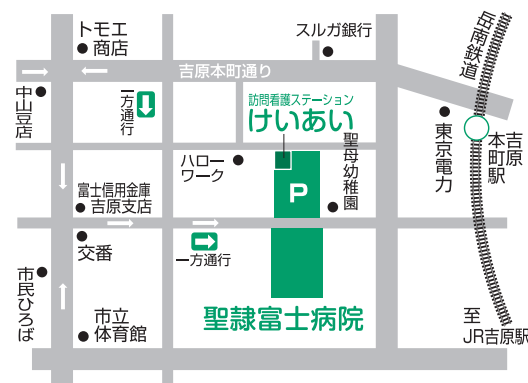 トモエ
商店
スルガ銀行
岳南鉄道
吉原本町通り
中山豆店
一方通行
訪問看護ステーション
けいあい
聖母幼稚園
東京電力
吉原
本町駅
ハロー
ワーク
P
富士信用金庫
吉原支店
交番
一方通行
市民ひろば
市立
体育館
聖隷富士病院
至
JR吉原駅